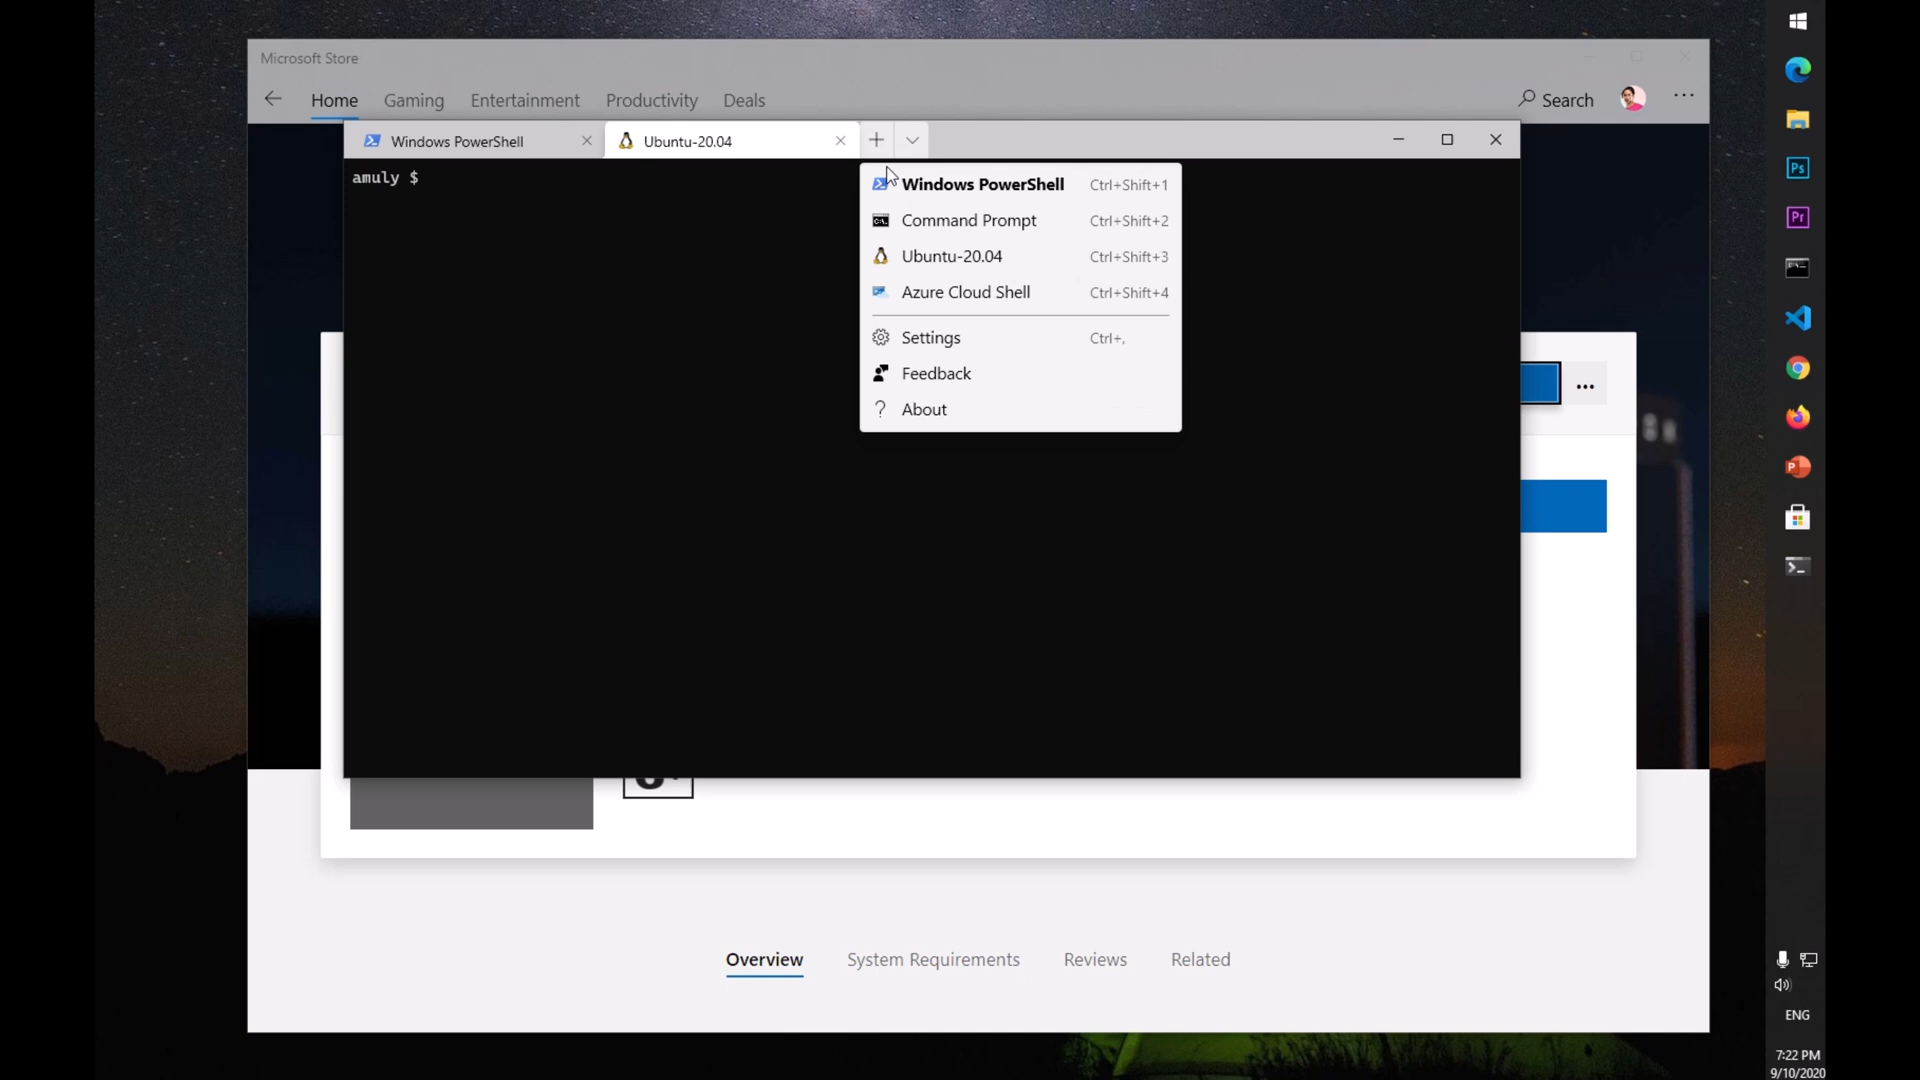 Microsoft Store
Home Gaming Entertainment Productivity Deals Search
Windows PowerShell Ubuntu-20.04
amuly $
Windows PowerShell Ctrl+Shift+1
Command Prompt Ctrl+Shift+2
Ubuntu-20.04 Ctrl+Shift+3
Azure Cloud Shell Ctrl+Shift+4
Settings Ctrl+,
Feedback
About
Overview System Requirements Reviews Related
Ps
Pr
ENG
7:22 PM
9/10/2020